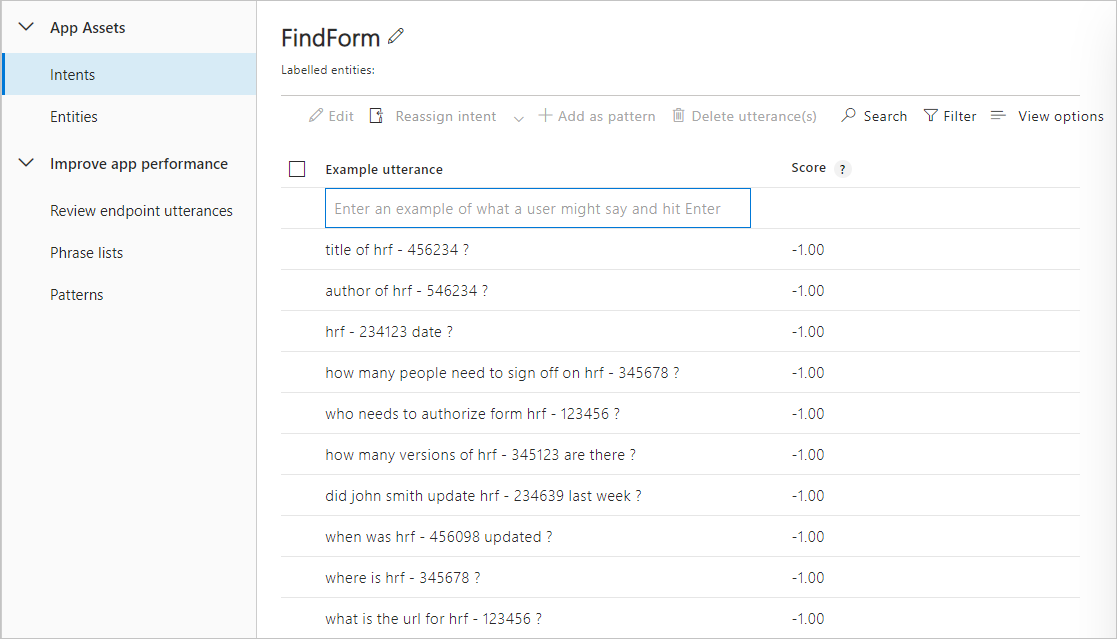 App Assets
Intents
Entities
Improve app performance
Review endpoint utterances
Phrase lists
Patterns
FindForm
Labelled entities:
Edit Reassign intent Add as pattern Delete utterance(s) Search Filter View options
Example utterance Score ?
Enter an example of what a user might say and hit Enter
title of hrf - 456234 ? -1.00
author of hrf - 546234 ? -1.00
hrf - 234123 date ? -1.00
how many people need to sign off on hrf - 345678 ? -1.00
who needs to authorize form hrf - 123456 ? -1.00
how many versions of hrf - 345123 are there ? -1.00
did john smith update hrf - 234639 last week ? -1.00
when was hrf - 456098 updated ? -1.00
where is hrf - 345678 ? -1.00
what is the url for hrf - 123456 ? -1.00